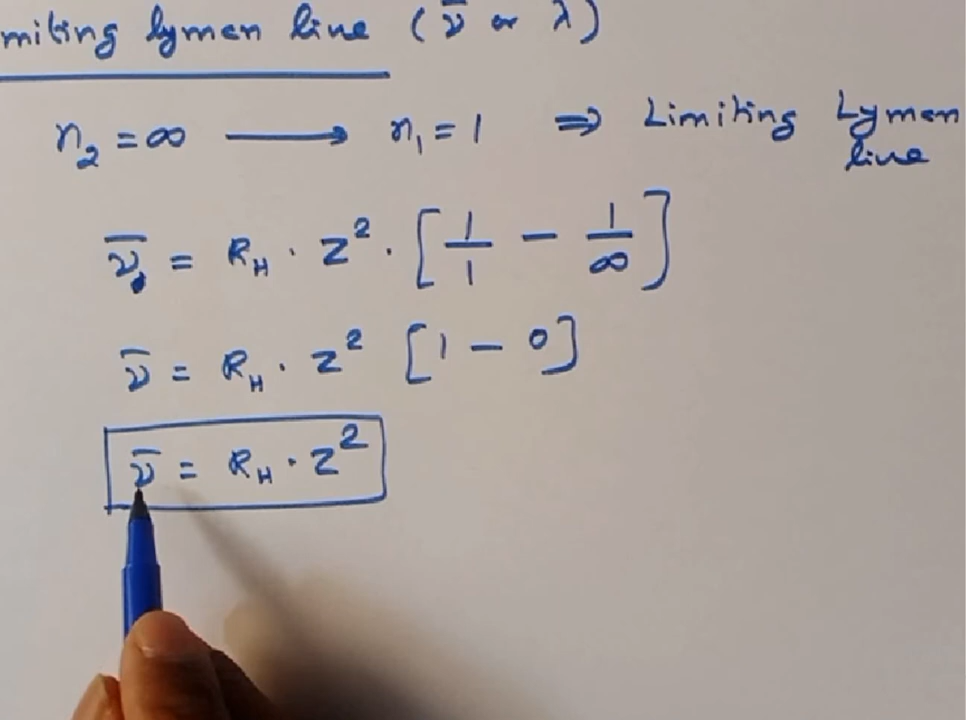 miting lymen line (ν̅ or λ)
n₂ = ∞ ⟶ n₁ = 1 ⇒ Limiting Lymen
line
ν̅ = R_H · Z² · [1/1 − 1/∞]
ν̅ = R_H · Z² [1 − 0]
ν̅ = R_H · Z²